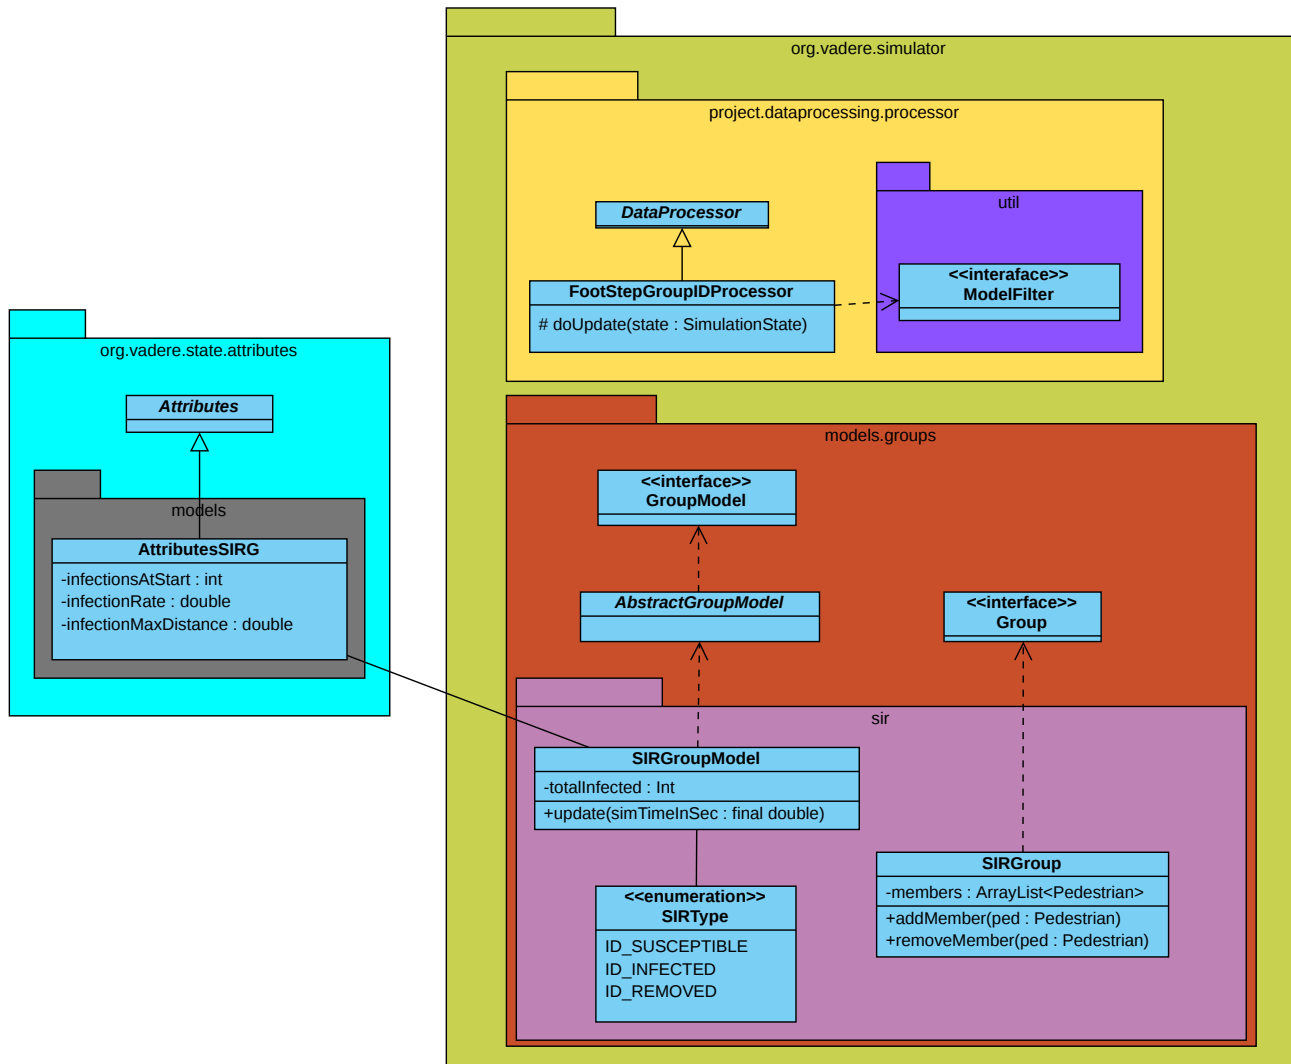 org.vadere.simulator
project.dataprocessing.processor
DataProcessor
util
<<interaface>>
ModelFilter
FootStepGroupIDProcessor
# doUpdate(state : SimulationState)
org.vadere.state.attributes
Attributes
models
AttributesSIRG
-infectionsAtStart : int
-infectionRate : double
-infectionMaxDistance : double
models.groups
<<interface>>
GroupModel
AbstractGroupModel
<<interface>>
Group
sir
SIRGroupModel
-totalInfected : Int
+update(simTimeInSec : final double)
<<enumeration>>
SIRType
ID_SUSCEPTIBLE
ID_INFECTED
ID_REMOVED
SIRGroup
-members : ArrayList<Pedestrian>
+addMember(ped : Pedestrian)
+removeMember(ped : Pedestrian)